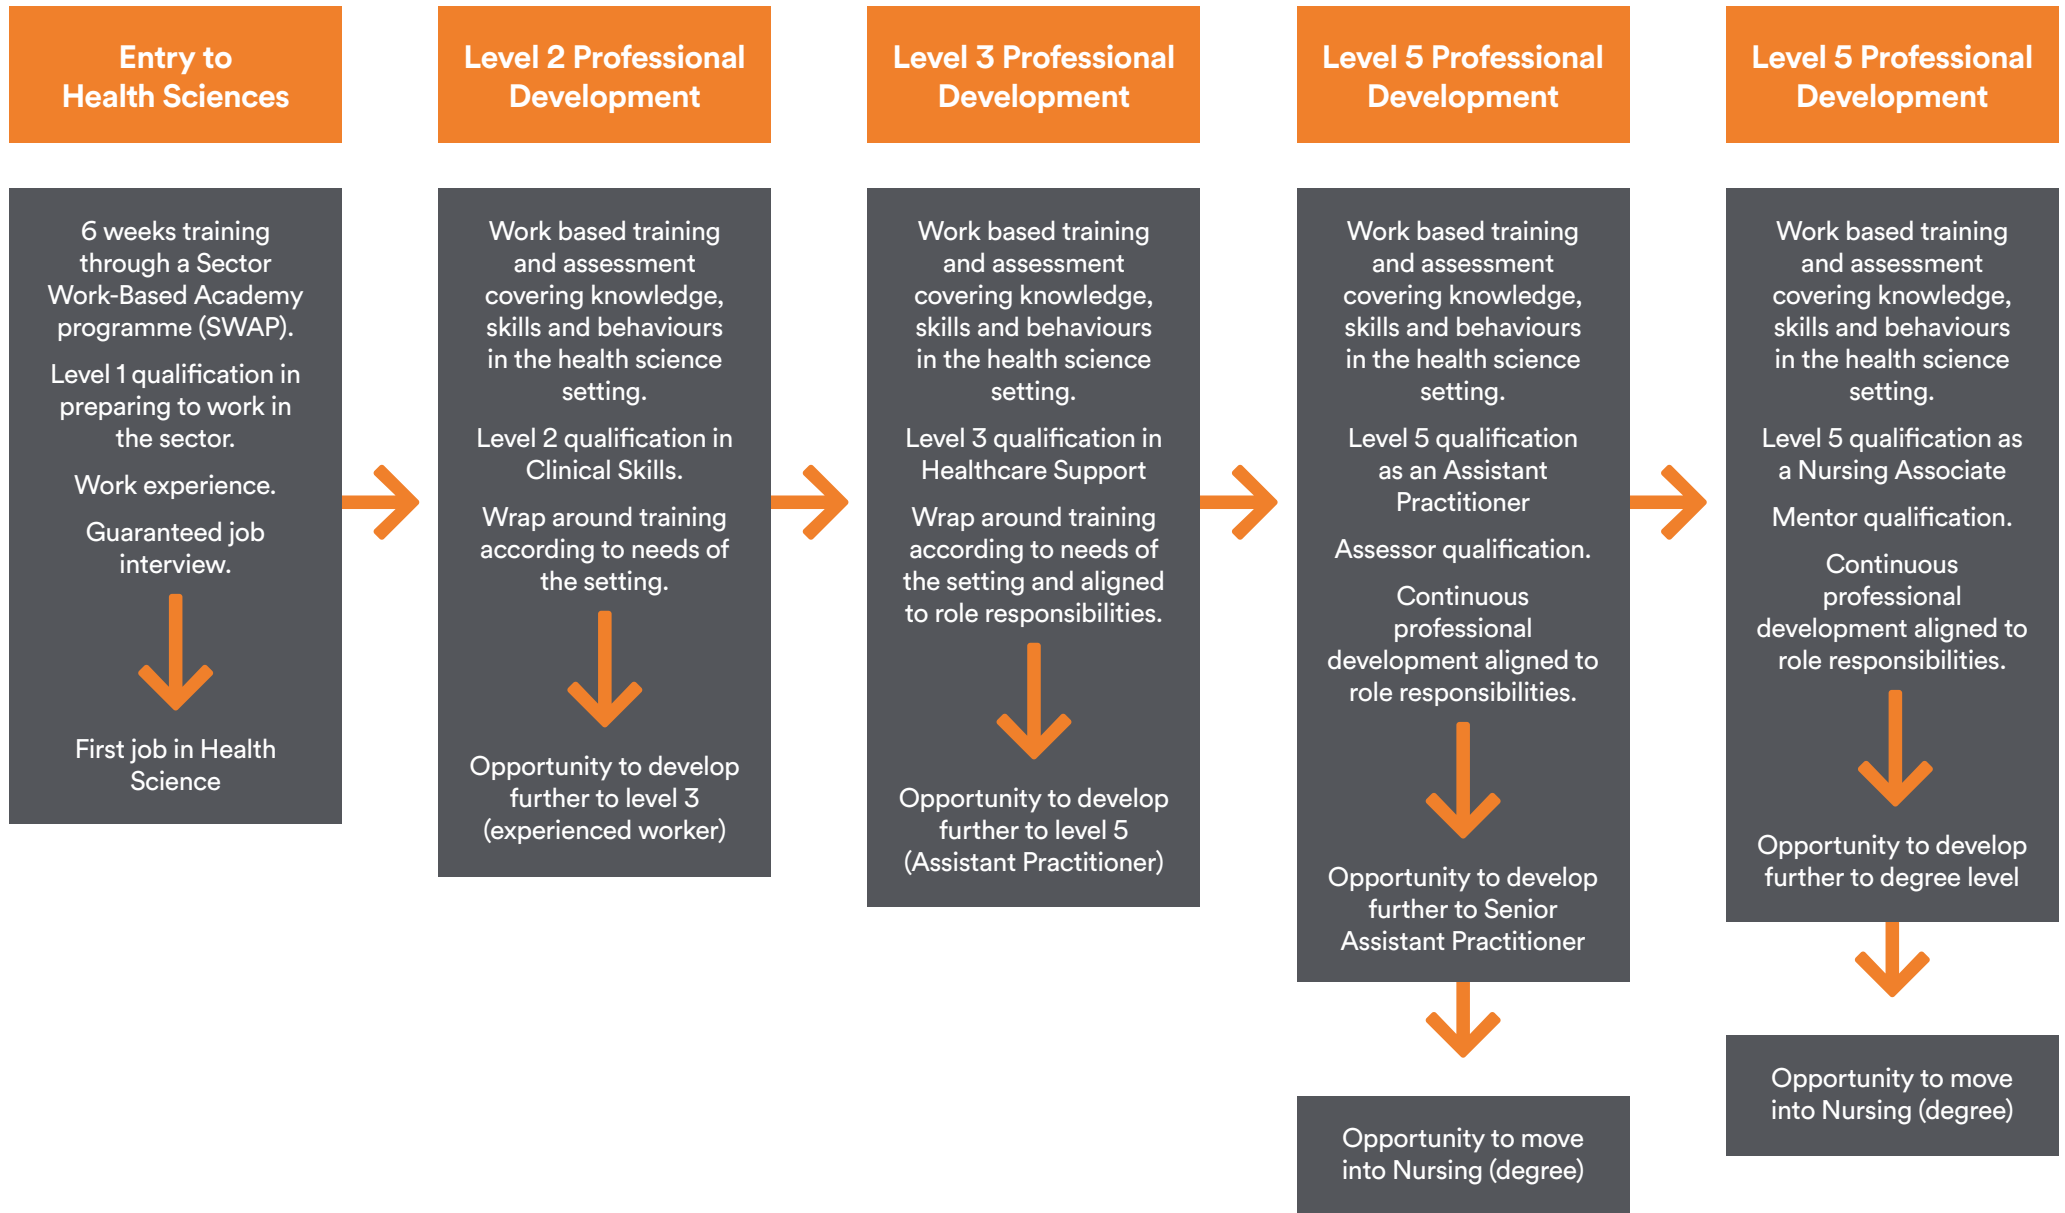 Entry to
Health Sciences
6 weeks training
through a Sector
Work-Based Academy
programme (SWAP).
Level 1 qualification in
preparing to work in
the sector.
Work experience.
Guaranteed job
interview.
First job in Health
Science
Level 2 Professional
Development
Work based training
and assessment
covering knowledge,
skills and behaviours
in the health science
setting.
Level 2 qualification in
Clinical Skills.
Wrap around training
according to needs of
the setting.
Opportunity to develop
further to level 3
(experienced worker)
Level 3 Professional
Development
Work based training
and assessment
covering knowledge,
skills and behaviours
in the health science
setting.
Level 3 qualification in
Healthcare Support
Wrap around training
according to needs of
the setting and aligned
to role responsibilities.
Opportunity to develop
further to level 5
(Assistant Practitioner)
Level 5 Professional
Development
Work based training
and assessment
covering knowledge,
skills and behaviours
in the health science
setting.
Level 5 qualification
as an Assistant
Practitioner
Assessor qualification.
Continuous
professional
development aligned to
role responsibilities.
Opportunity to develop
further to Senior
Assistant Practitioner
Opportunity to move
into Nursing (degree)
Level 5 Professional
Development
Work based training
and assessment
covering knowledge,
skills and behaviours
in the health science
setting.
Level 5 qualification as
a Nursing Associate
Mentor qualification.
Continuous
professional
development aligned to
role responsibilities.
Opportunity to develop
further to degree level
Opportunity to move
into Nursing (degree)